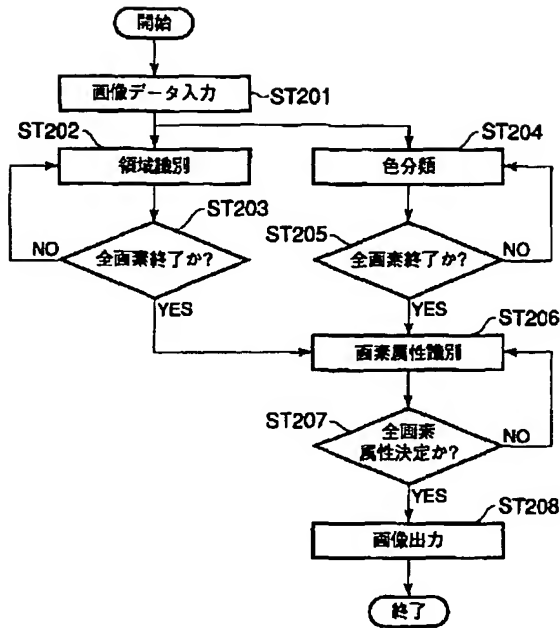 開始
画像データ入力
ST201
ST202
領域識別
ST204
色分類
ST203
全画素終了か?
NO
YES
ST205
全画素終了か?
NO
YES
ST206
画素属性識別
ST207
全画素
属性決定か?
NO
YES
ST208
画像出力
終了